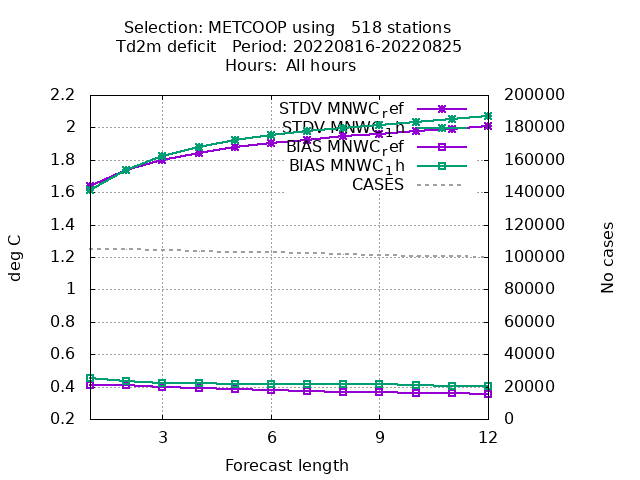 Selection: METCOOP using 518 stations
Td2m deficit Period: 20220816-20220825
Hours: All hours
STDV MNWC_ref
STDV MNWC_1h
BIAS MNWC_ref
BIAS MNWC_1h
CASES
2.2
2
1.8
1.6
1.4
1.2
1
0.8
0.6
0.4
0.2
deg C
200000
180000
160000
140000
120000
100000
80000
60000
40000
20000
0
No cases
3 6 9 12
Forecast length